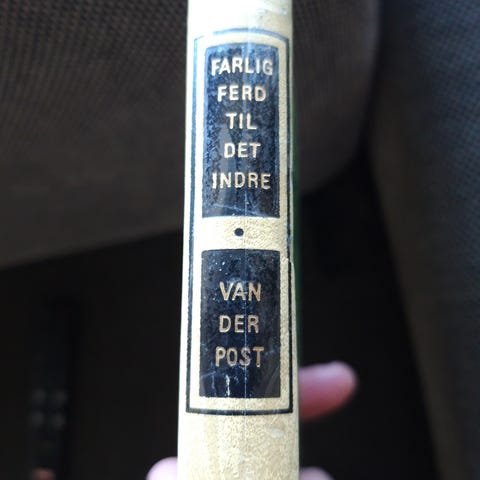 FARLIG
FERD
TIL
DET
INDRE
VAN
DER
POST